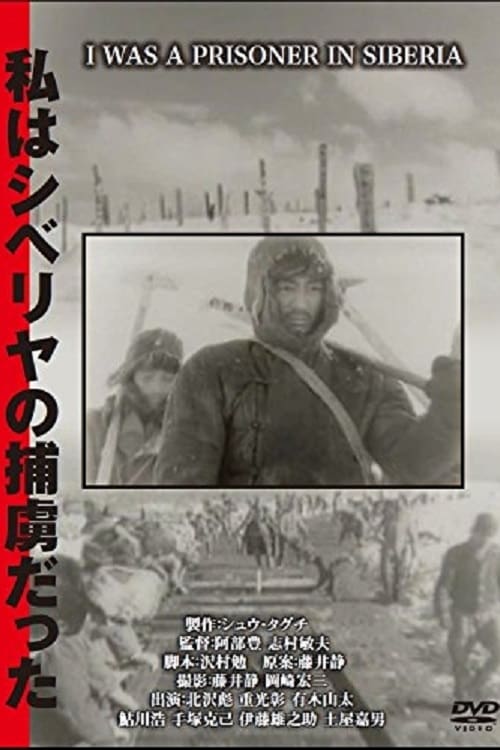 I WAS A PRISONER IN SIBERIA
私はシベリヤの捕虜だった
製作:シュウ・タグチ
監督:阿部豊 志村敏夫
脚本:沢村勉 原案:藤井静
撮影:藤井静 岡崎宏三
出演:北沢彪 重光彰 有木山太
鮎川浩 手塚克己 伊藤雄之助 土屋嘉男
DVD
VIDEO